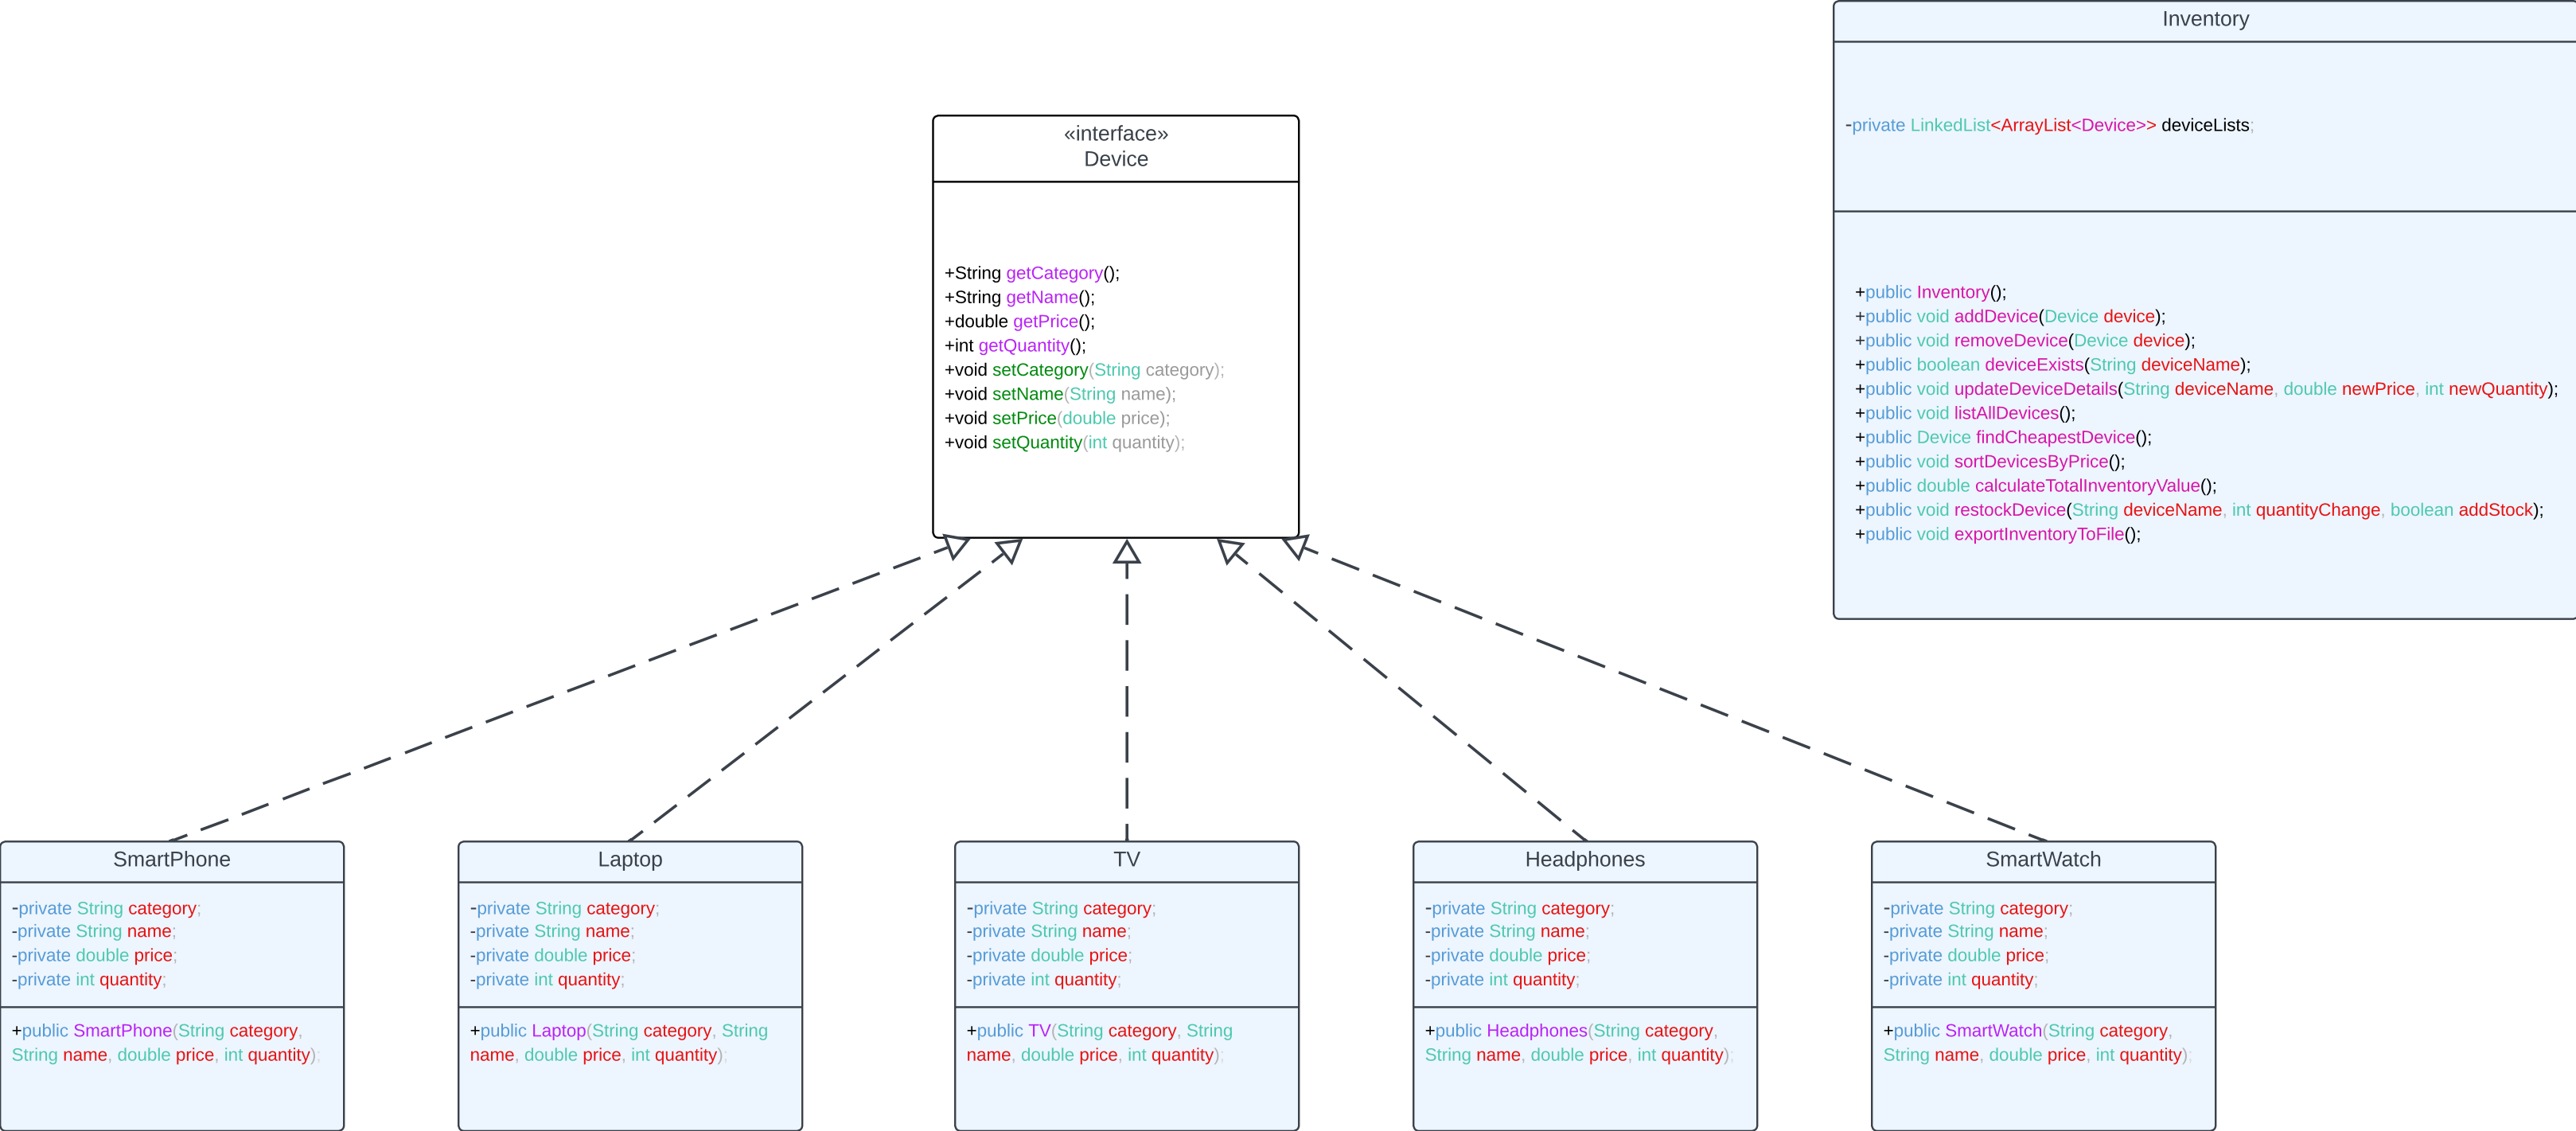 Inventory
-private LinkedList<ArrayList<Device>> deviceLists;
+public Inventory();
+public void addDevice(Device device);
+public void removeDevice(Device device);
+public boolean deviceExists(String deviceName);
+public void updateDeviceDetails(String deviceName, double newPrice, int newQuantity);
+public void listAllDevices();
+public Device findCheapestDevice();
+public void sortDevicesByPrice();
+public double calculateTotalInventoryValue();
+public void restockDevice(String deviceName, int quantityChange, boolean addStock);
+public void exportInventoryToFile();
«interface»
Device
+String getCategory();
+String getName();
+double getPrice();
+int getQuantity();
+void setCategory(String category);
+void setName(String name);
+void setPrice(double price);
+void setQuantity(int quantity);
SmartPhone
-private String category;
-private String name;
-private double price;
-private int quantity;
+public SmartPhone(String category,
String name, double price, int quantity);
Laptop
-private String category;
-private String name;
-private double price;
-private int quantity;
+public Laptop(String category, String
name, double price, int quantity);
TV
-private String category;
-private String name;
-private double price;
-private int quantity;
+public TV(String category, String
name, double price, int quantity);
Headphones
-private String category;
-private String name;
-private double price;
-private int quantity;
+public Headphones(String category,
String name, double price, int quantity);
SmartWatch
-private String category;
-private String name;
-private double price;
-private int quantity;
+public SmartWatch(String category,
String name, double price, int quantity);